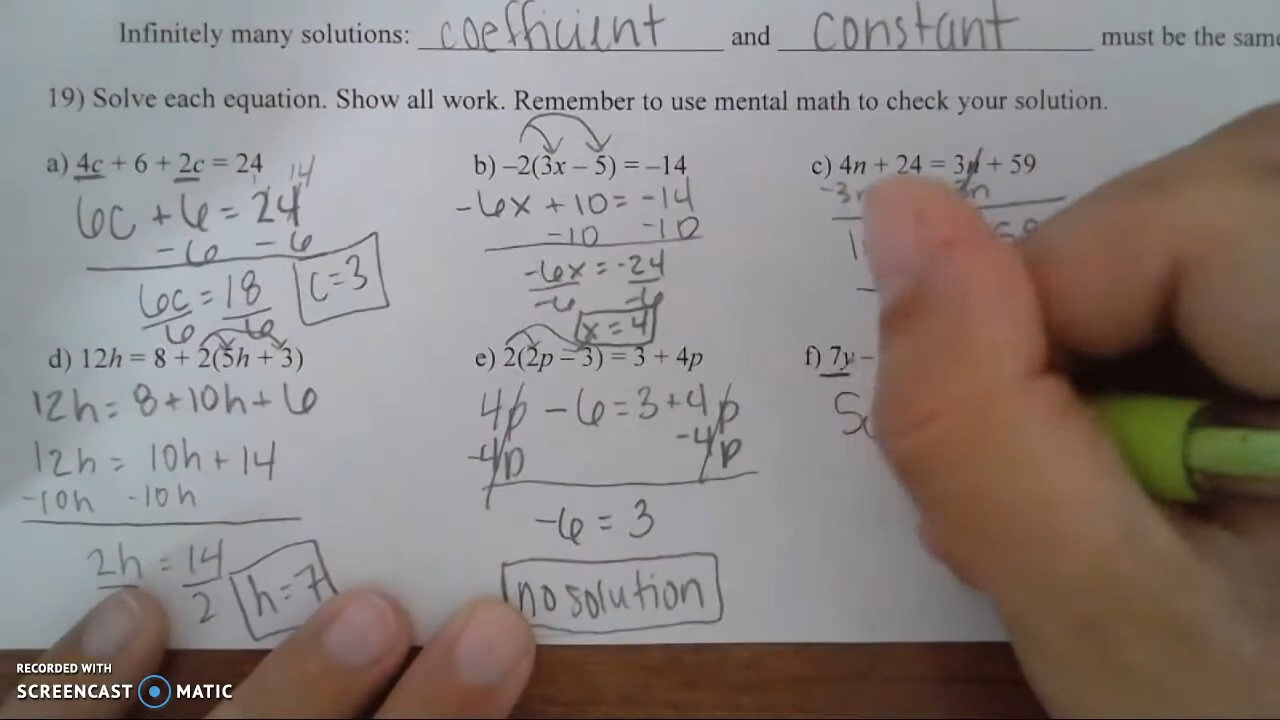 Infinitely many solutions: coefficient and constant must be the same
19) Solve each equation. Show all work. Remember to use mental math to check your solution.
a) 4c + 6 + 2c = 24
14
6c + 6 = 24
-6 -6
6c = 18
6 6
c = 3
b) –2(3x – 5) = –14
-6x + 10 = -14
-10 -10
-6x = -24
-6 -6
x = 4
c) 4n + 24 = 3n + 59
-3n
d) 12h = 8 + 2(5h + 3)
12h = 8 + 10h + 6
12h = 10h + 14
-10h -10h
2h = 14
2
h = 7
e) 2(2p – 3) = 3 + 4p
4p - 6 = 3 + 4p
-4p -4p
-6 = 3
no solution
f) 7y –
RECORDED WITH
SCREENCAST MATIC